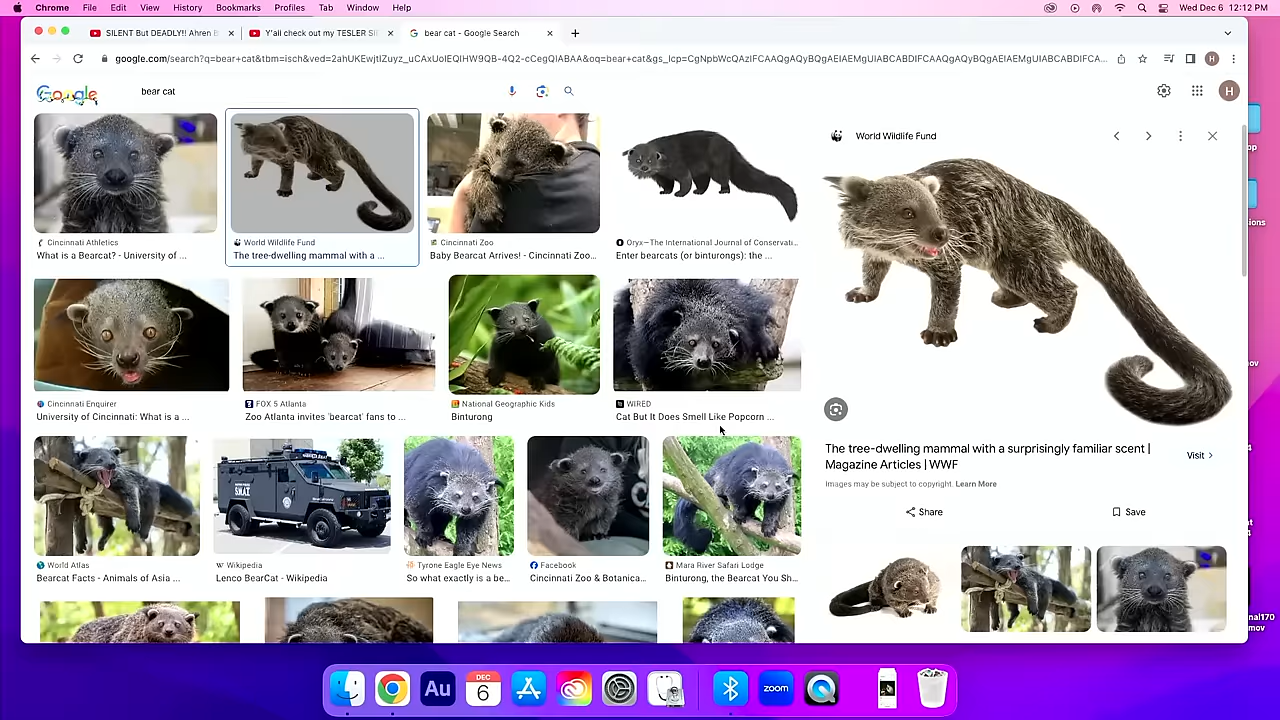 Chrome File Edit View History Bookmarks Profiles Tab Window Help Wed Dec 6 12:12 PM
SILENT But DEADLY!! Ahren B
Y'all check out my TESLER SI
bear cat - Google Search
H
Google
bear cat
H
World Wildlife Fund
Cincinnati Athletics
What is a Bearcat? - University of ...
World Wildlife Fund
The tree-dwelling mammal with a ...
Cincinnati Zoo
Baby Bearcat Arrives! - Cincinnati Zoo...
Oryx—The International Journal of Conservati...
Enter bearcats (or binturongs): the ...
Cincinnati Enquirer
University of Cincinnati: What is a ...
FOX 5 Atlanta
Zoo Atlanta invites 'bearcat' fans to ...
National Geographic Kids
Binturong
WIRED
Cat But It Does Smell Like Popcorn ...
The tree-dwelling mammal with a surprisingly familiar scent |
Magazine Articles | WWF
Visit
Images may be subject to copyright. Learn More
Share
Save
World Atlas
Bearcat Facts - Animals of Asia ...
W Wikipedia
Lenco BearCat - Wikipedia
Tyrone Eagle Eye News
So what exactly is a be...
Facebook
Cincinnati Zoo & Botanica...
Mara River Safari Lodge
Binturong, the Bearcat You Sh...
op
ions
mov
nal170
.mov
Au
DEC
6
zoom